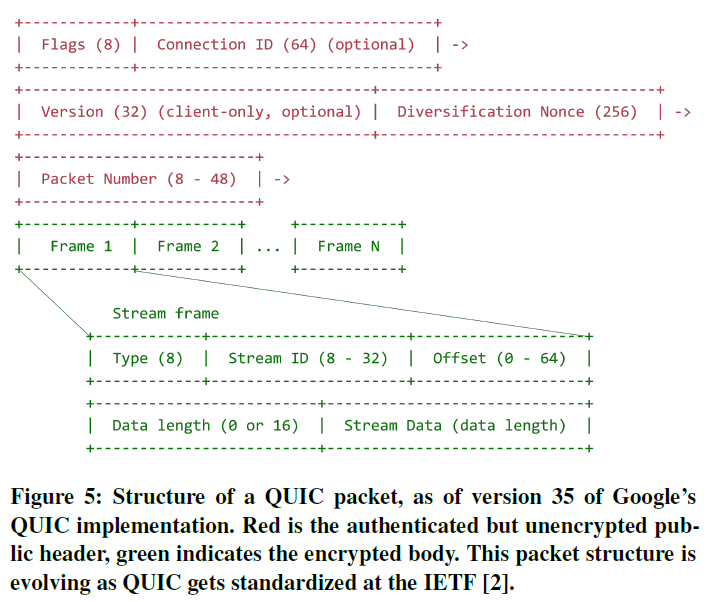 Flags (8) | Connection ID (64) (optional) | ->
Version (32) (client-only, optional) | Diversification Nonce (256) | ->
Packet Number (8 - 48) | ->
Frame 1 | Frame 2 | ... | Frame N |
Stream frame
Type (8) | Stream ID (8 - 32) | Offset (0 - 64) |
Data length (0 or 16) | Stream Data (data length) |
Figure 5: Structure of a QUIC packet, as of version 35 of Google's
QUIC implementation. Red is the authenticated but unencrypted pub-
lic header, green indicates the encrypted body. This packet structure is
evolving as QUIC gets standardized at the IETF [2].